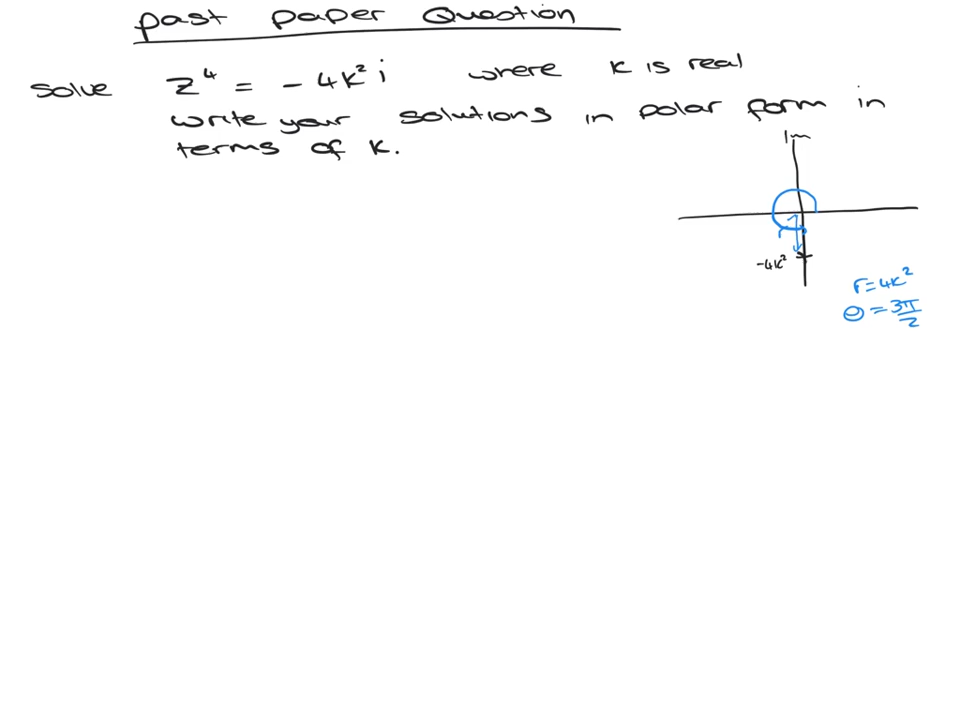 past paper Question
Solve z⁴ = - 4k² i where k is real
write your solutions in polar form in
terms of k.
Im
-4k²
r = 4k²
θ = 3π/2